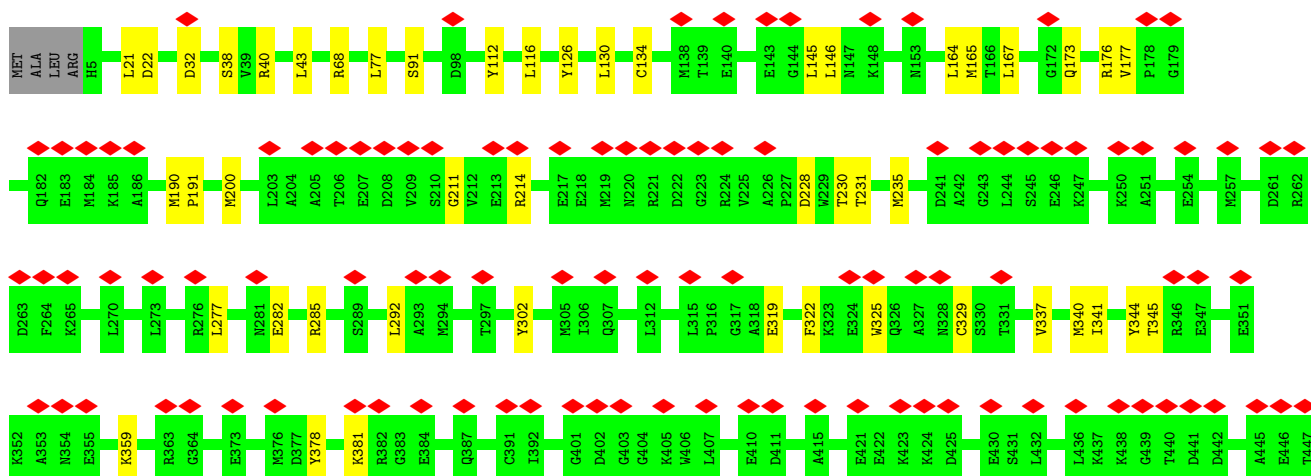 MET ALA LEU ARG H5 L21 D22 D32 S38 V39 R40 L43 R68 L77 S91 D98 Y112 L116 Y126 L130 C134 M138 T139 E140 E143 G144 L145 L146 N147 K148 N153 L164 M165 T166 L167 G172 Q173 R176 V177 P178 G179
Q182 E183 M184 K185 A186 M190 P191 M200 L203 A204 A205 T206 E207 D208 V209 S210 G211 V212 E213 R214 E217 E218 M219 N220 R221 D222 G223 R224 V225 A226 P227 D228 W229 T230 T231 M235 D241 A242 G243 L244 S245 E246 K247 K250 A251 E254 M257 D261 R262
D263 F264 K265 L270 L273 R276 L277 N281 E282 R285 S289 L292 A293 M294 T297 Y302 M305 I306 Q307 L312 L315 P316 G317 A318 E319 F322 K323 E324 W325 Q326 A327 N328 C329 S330 T331 V337 M340 I341 Y344 T345 R346 E347 E351
K352 A353 N354 E355 K359 R363 G364 E373 M376 D377 Y378 K381 R382 G383 E384 Q387 C391 I392 G401 D402 G403 G404 K405 W406 L407 E410 D411 A415 E421 E422 K423 K424 D425 E430 S431 L432 L436 K437 K438 G439 T440 D441 D442 A445 E446 T447